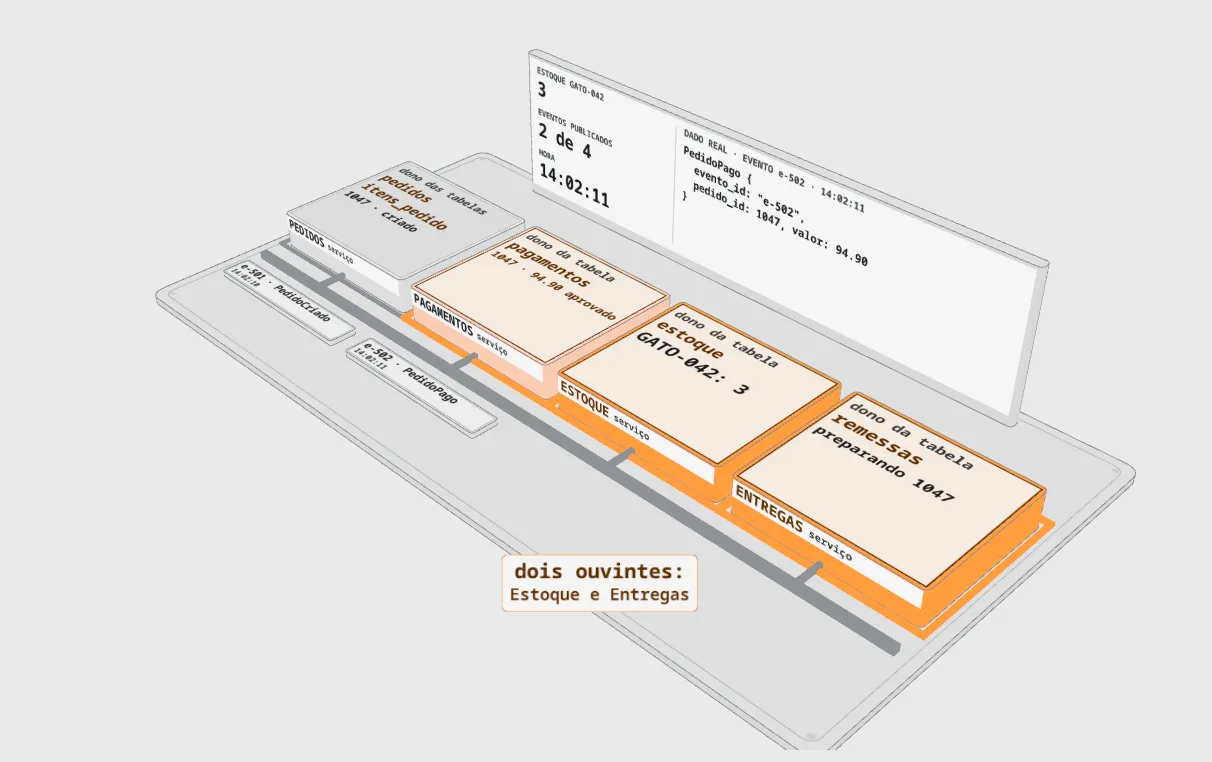 ESTOQUE GATO-042
3
EVENTOS PUBLICADOS
2 de 4
HORA
14:02:11
DADO REAL · EVENTO e-502 · 14:02:11
PedidoPago {
evento_id: "e-502",
pedido_id: 1047, valor: 94.90
}
dono das tabelas
pedidos
itens_pedido
1047 · criado
PEDIDOS serviço
dono da tabela
pagamentos
1047 · 94.90 aprovado
PAGAMENTOS serviço
dono da tabela
estoque
GATO-042: 3
ESTOQUE serviço
dono da tabela
remessas
preparando 1047
ENTREGAS serviço
e-501 · PedidoCriado
14:02:10
e-502 · PedidoPago
14:02:11
dois ouvintes:
Estoque e Entregas